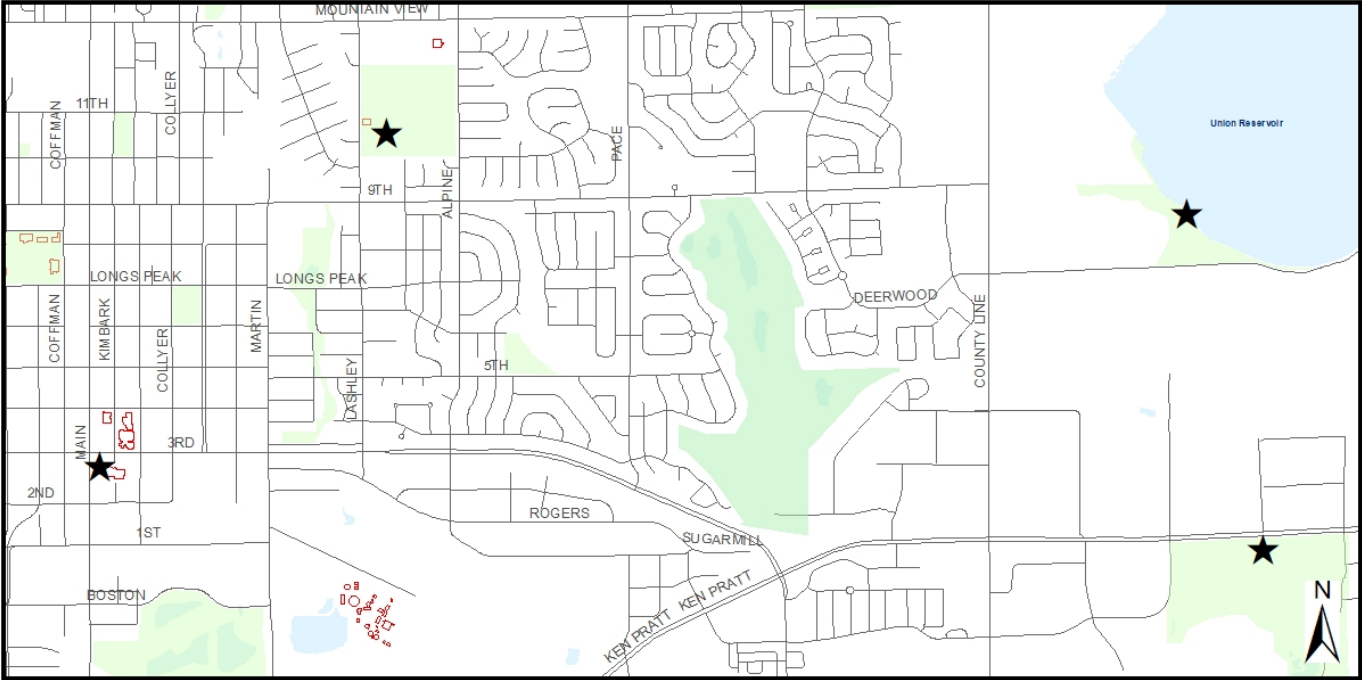 MOUNTAIN VIEW
COLLYER
11TH
COFFMAN
Union Reservoir
PACE
9TH
ALPINE
LONGS PEAK
LONGS PEAK
DEERWOOD
COFFMAN
KIMBARK
MARTIN
COUNTY LINE
COLLYER
LASHLEY
5TH
MAIN
3RD
2ND
ROGERS
1ST
SUGARMILL
BOSTON
KEN PRATT
KEN PRATT
N